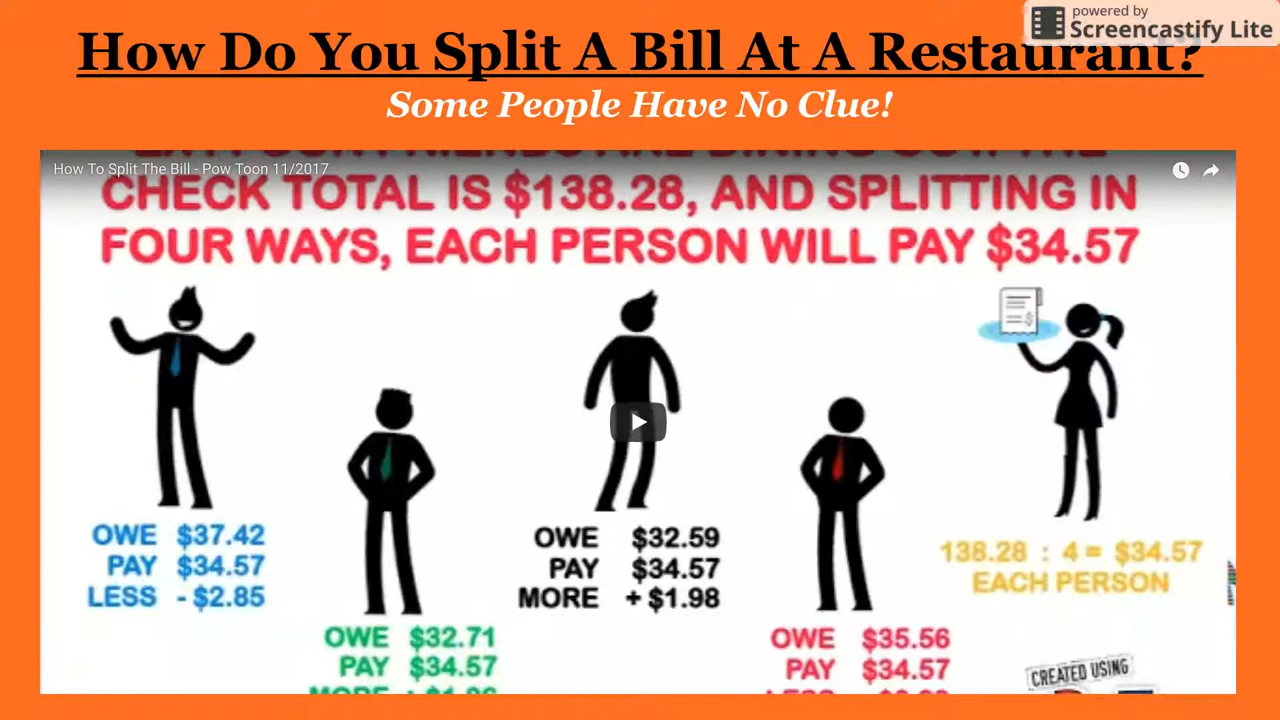 powered by
Screencastify Lite
How Do You Split A Bill At A Restaurant?
Some People Have No Clue!
How To Split The Bill - Pow Toon 11/2017
CHECK TOTAL IS $138.28, AND SPLITTING IN
FOUR WAYS, EACH PERSON WILL PAY $34.57
OWE $37.42
PAY $34.57
LESS - $2.85
OWE $32.71
PAY $34.57
OWE $32.59
PAY $34.57
MORE + $1.98
OWE $35.56
PAY $34.57
138.28 : 4 = $34.57
EACH PERSON
CREATED USING